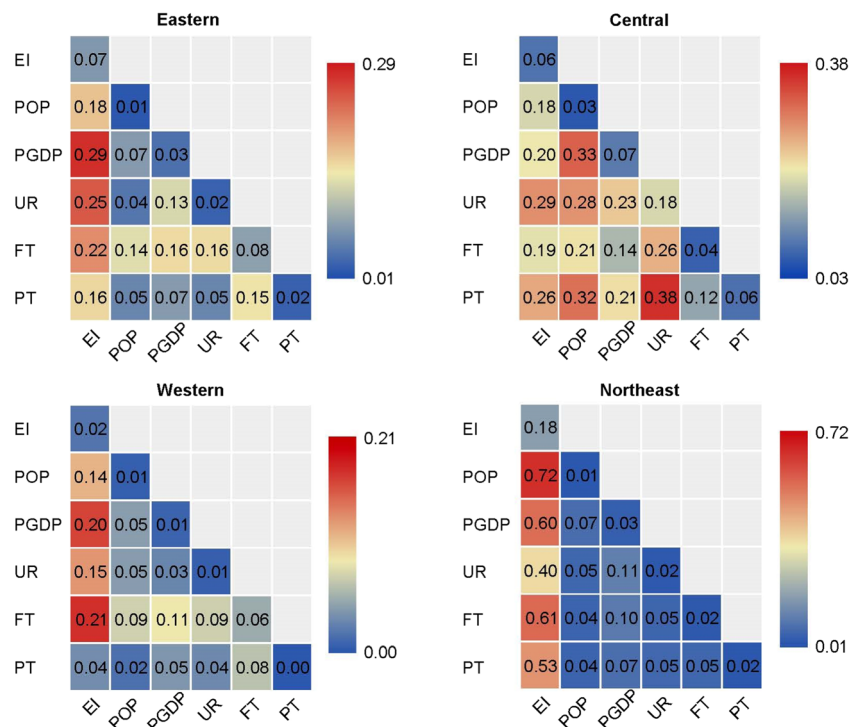 Eastern
EI 0.07
POP 0.18 0.01
PGDP 0.29 0.07 0.03
UR 0.25 0.04 0.13 0.02
FT 0.22 0.14 0.16 0.16 0.08
PT 0.16 0.05 0.07 0.05 0.15 0.02
EI POP PGDP UR FT PT
0.29
0.01
Central
EI 0.06
POP 0.18 0.03
PGDP 0.20 0.33 0.07
UR 0.29 0.28 0.23 0.18
FT 0.19 0.21 0.14 0.26 0.04
PT 0.26 0.32 0.21 0.38 0.12 0.06
EI POP PGDP UR FT PT
0.38
0.03
Western
EI 0.02
POP 0.14 0.01
PGDP 0.20 0.05 0.01
UR 0.15 0.05 0.03 0.01
FT 0.21 0.09 0.11 0.09 0.06
PT 0.04 0.02 0.05 0.04 0.08 0.00
EI POP PGDP UR FT PT
0.21
0.00
Northeast
EI 0.18
POP 0.72 0.01
PGDP 0.60 0.07 0.03
UR 0.40 0.05 0.11 0.02
FT 0.61 0.04 0.10 0.05 0.02
PT 0.53 0.04 0.07 0.05 0.05 0.02
EI POP PGDP UR FT PT
0.72
0.01